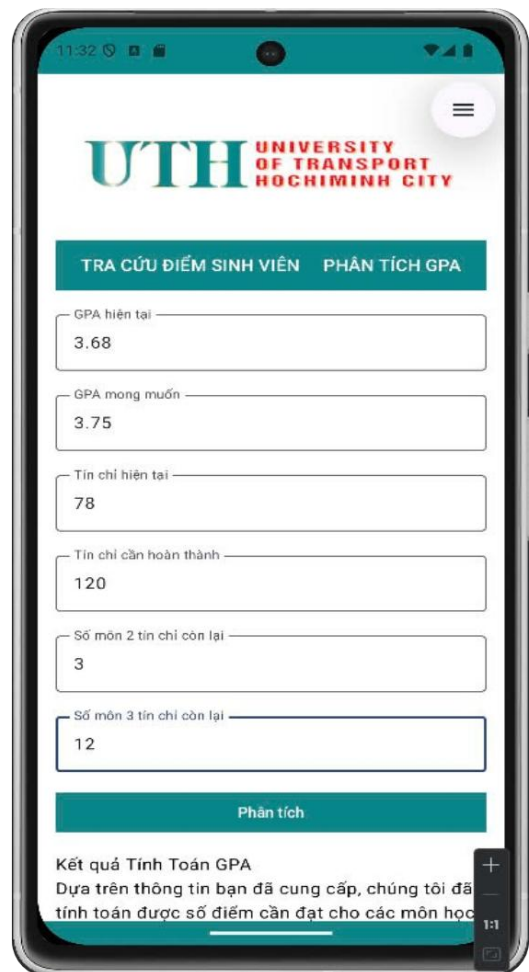 11:32
UTH UNIVERSITY
OF TRANSPORT
HOCHIMINH CITY
TRA CỨU ĐIỂM SINH VIÊN PHÂN TÍCH GPA
GPA hiện tại
3.68
GPA mong muốn
3.75
Tín chỉ hiện tại
78
Tín chỉ cần hoàn thành
120
Số môn 2 tín chỉ còn lại
3
Số môn 3 tín chỉ còn lại
12
Phân tích
Kết quả Tính Toán GPA
Dựa trên thông tin bạn đã cung cấp, chúng tôi đã
tính toán được số điểm cần đạt cho các môn học
1:1